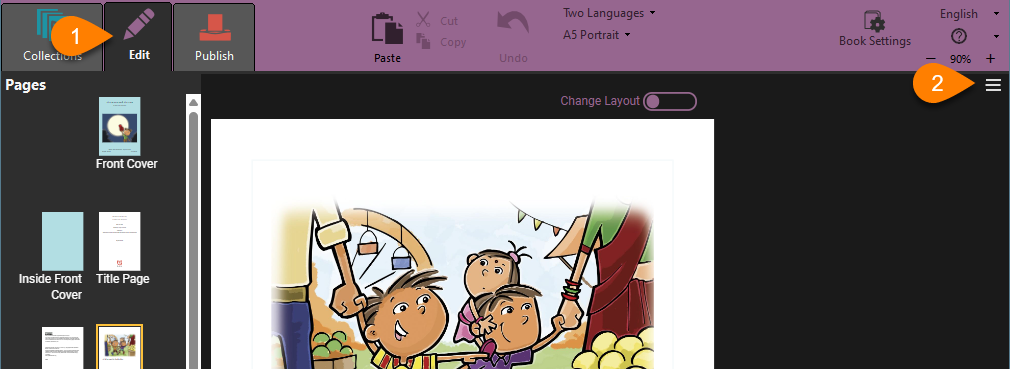 1
Collections
Edit
Publish
Paste
Cut
Copy
Undo
Two Languages
A5 Portrait
Book Settings
English
90%
2
Pages
Change Layout
Front Cover
Inside Front
Cover
Title Page